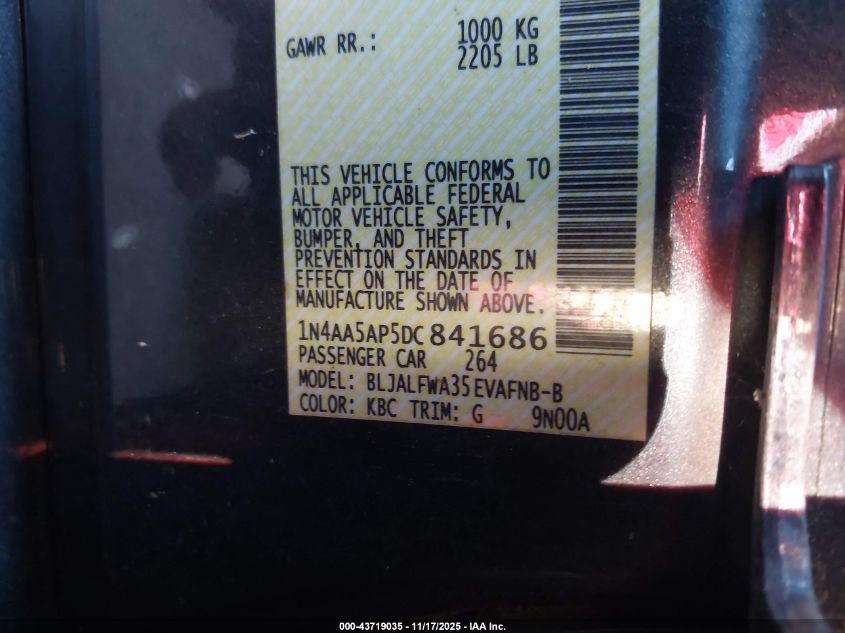 GAWR RR.: 1000 KG
2205 LB
THIS VEHICLE CONFORMS TO
ALL APPLICABLE FEDERAL
MOTOR VEHICLE SAFETY,
BUMPER, AND THEFT
PREVENTION STANDARDS IN
EFFECT ON THE DATE OF
MANUFACTURE SHOWN ABOVE.
1N4AA5AP5DC841686
PASSENGER CAR 264
MODEL: BLJALFWA35EVAFNB-B
COLOR: KBC TRIM: G 9N00A
000-43719035 - 11/17/2025 - IAA Inc.